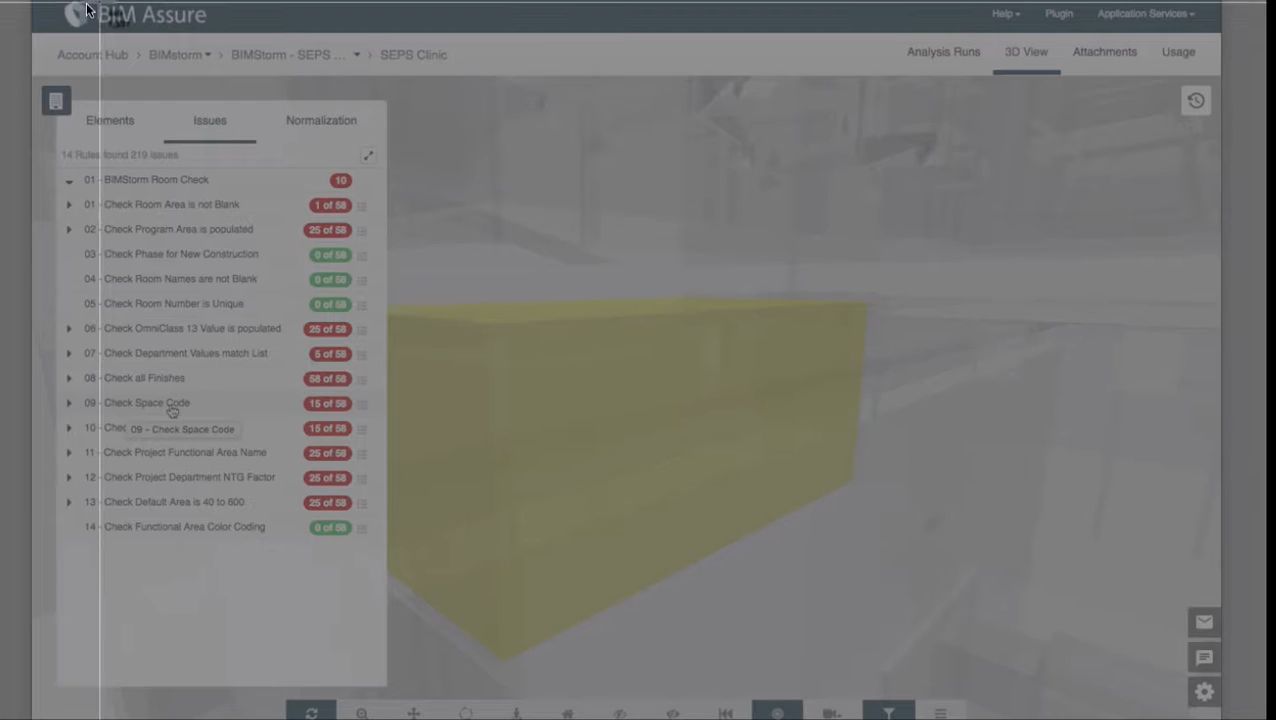 BIM Assure
Help
Plugin
Application Services
Account Hub > BIMstorm > BIMStorm - SEPS ... > SEPS Clinic
Analysis Runs
3D View
Attachments
Usage
Elements
Issues
Normalization
14 Rules found 219 issues
01 - BIMStorm Room Check 10
01 - Check Room Area is not Blank 1 of 58
02 - Check Program Area is populated 25 of 58
03 - Check Phase for New Construction 0 of 58
04 - Check Room Names are not Blank 0 of 58
05 - Check Room Number is Unique 0 of 58
06 - Check OmniClass 13 Value is populated 25 of 58
07 - Check Department Values match List 5 of 58
08 - Check all Finishes 58 of 58
09 - Check Space Code 15 of 58
10 - Chec 15 of 58
09 - Check Space Code
11 - Check Project Functional Area Name 25 of 58
12 - Check Project Department NTG Factor 25 of 58
13 - Check Default Area is 40 to 600 25 of 58
14 - Check Functional Area Color Coding 0 of 58